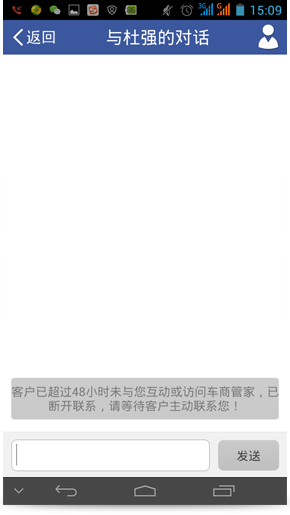 3G G 15:09
返回 与杜强的对话
客户已超过48小时未与您互动或访问车商管家，已
断开联系，请等待客户主动联系您！
发送